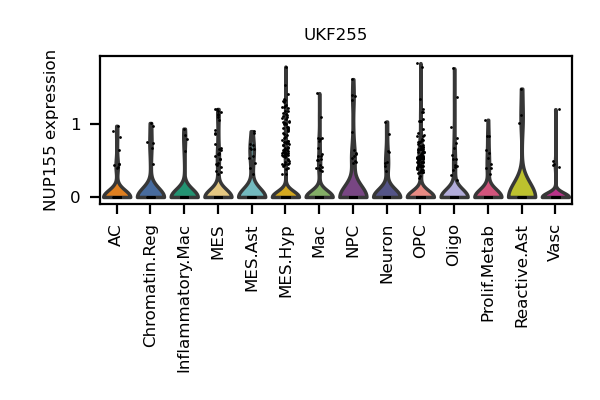 UKF255
NUP155 expression
1
0
AC
Chromatin.Reg
Inflammatory.Mac
MES
MES.Ast
MES.Hyp
Mac
NPC
Neuron
OPC
Oligo
Prolif.Metab
Reactive.Ast
Vasc